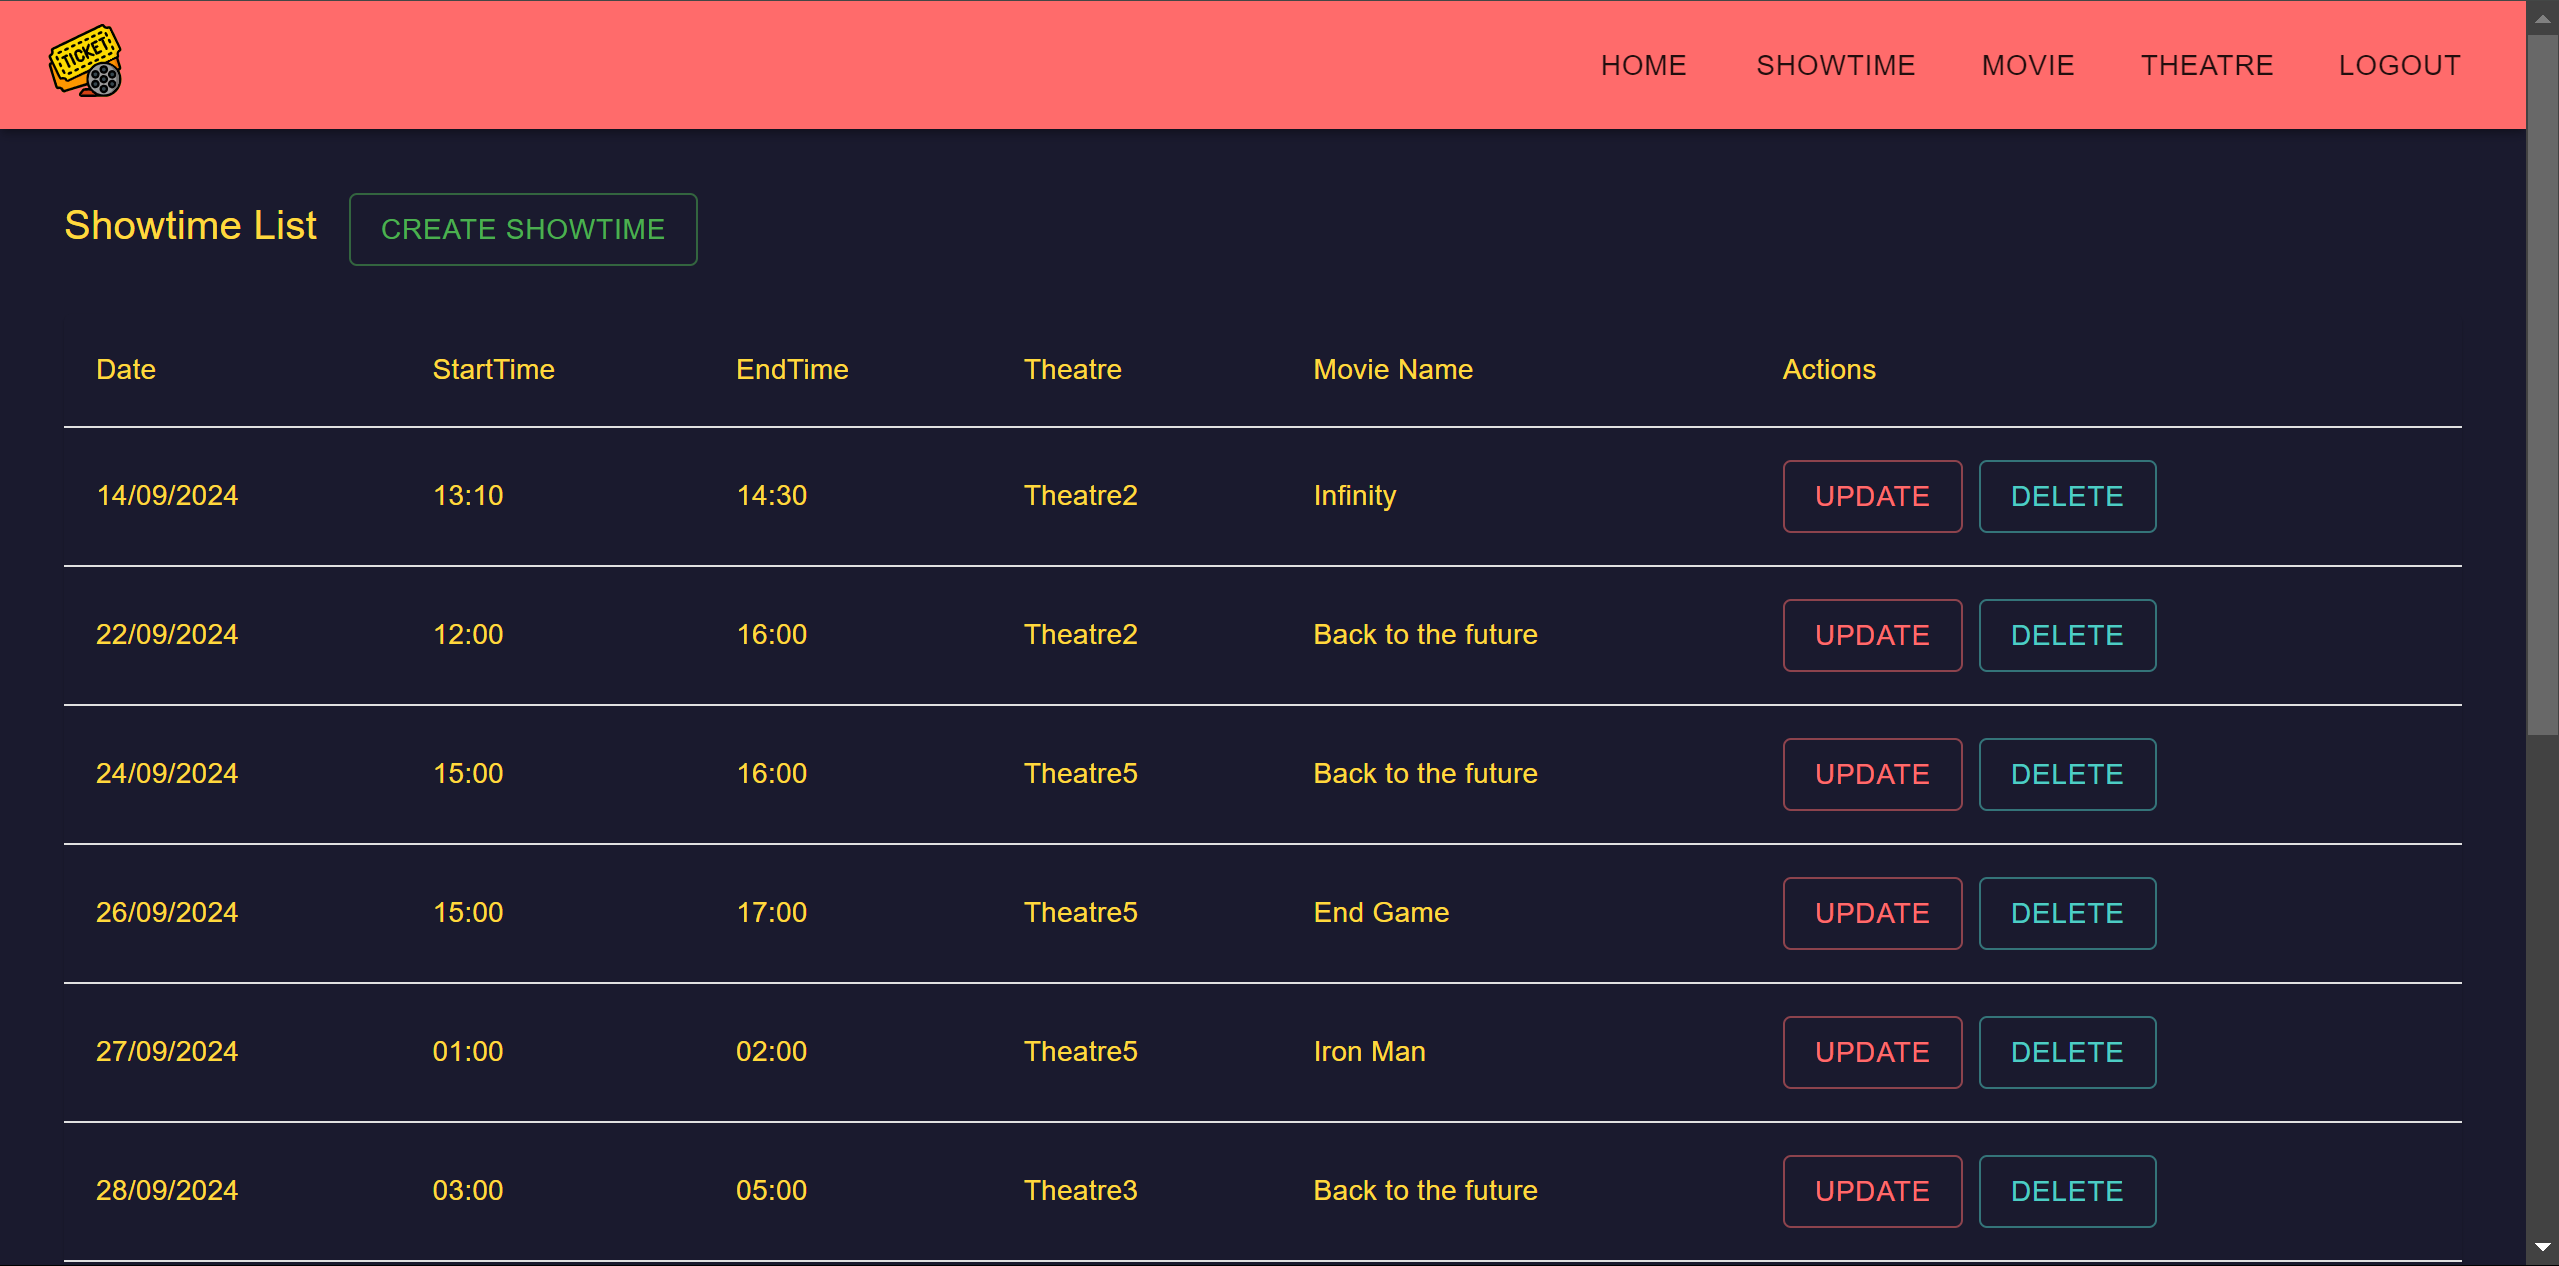 TICKET
HOME SHOWTIME MOVIE THEATRE LOGOUT
Showtime List CREATE SHOWTIME
Date StartTime EndTime Theatre Movie Name Actions
14/09/2024 13:10 14:30 Theatre2 Infinity UPDATE DELETE
22/09/2024 12:00 16:00 Theatre2 Back to the future UPDATE DELETE
24/09/2024 15:00 16:00 Theatre5 Back to the future UPDATE DELETE
26/09/2024 15:00 17:00 Theatre5 End Game UPDATE DELETE
27/09/2024 01:00 02:00 Theatre5 Iron Man UPDATE DELETE
28/09/2024 03:00 05:00 Theatre3 Back to the future UPDATE DELETE